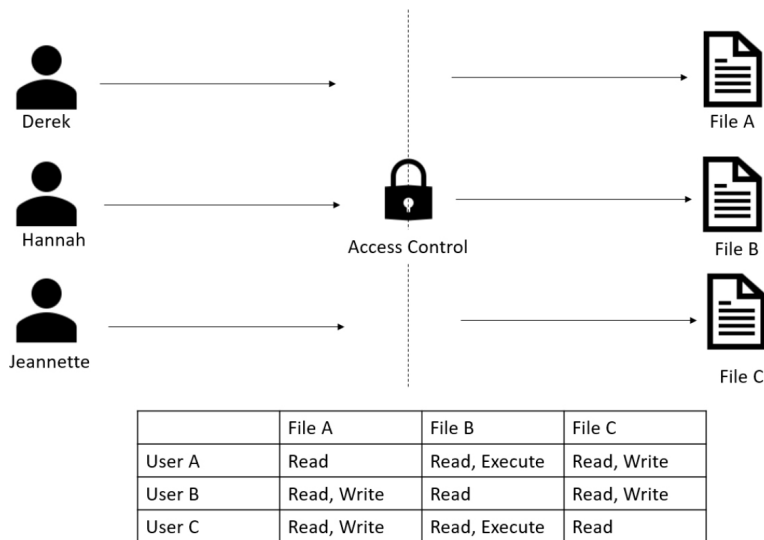 Derek
File A
Hannah
Access Control
File B
Jeannette
File C
File A File B File C
User A Read Read, Execute Read, Write
User B Read, Write Read Read, Write
User C Read, Write Read, Execute Read